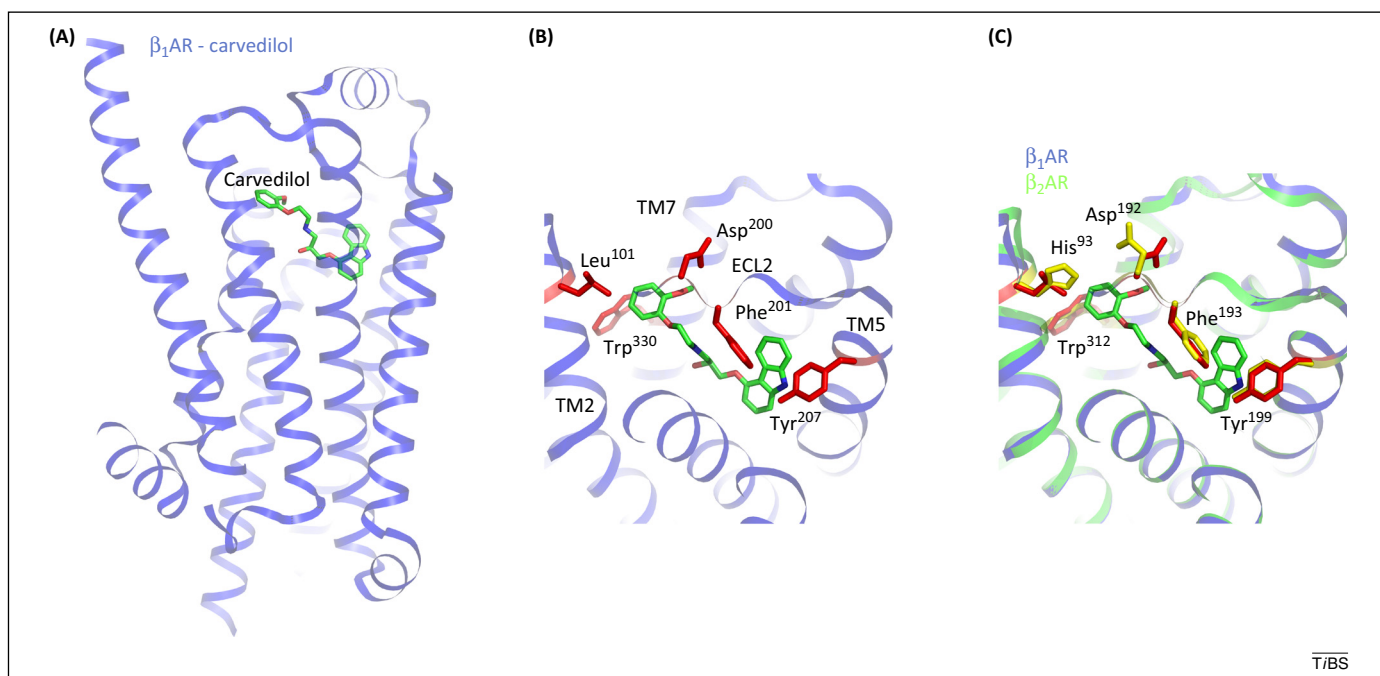 (A)
β₁AR - carvedilol
Carvedilol
(B)
TM7
Asp²⁰⁰
Leu¹⁰¹
ECL2
Phe²⁰¹
TM5
Trp³³⁰
TM2
Tyr²⁰⁷
(C)
β₁AR
β₂AR
Asp¹⁹²
His⁹³
Phe¹⁹³
Trp³¹²
Tyr¹⁹⁹
TiBS